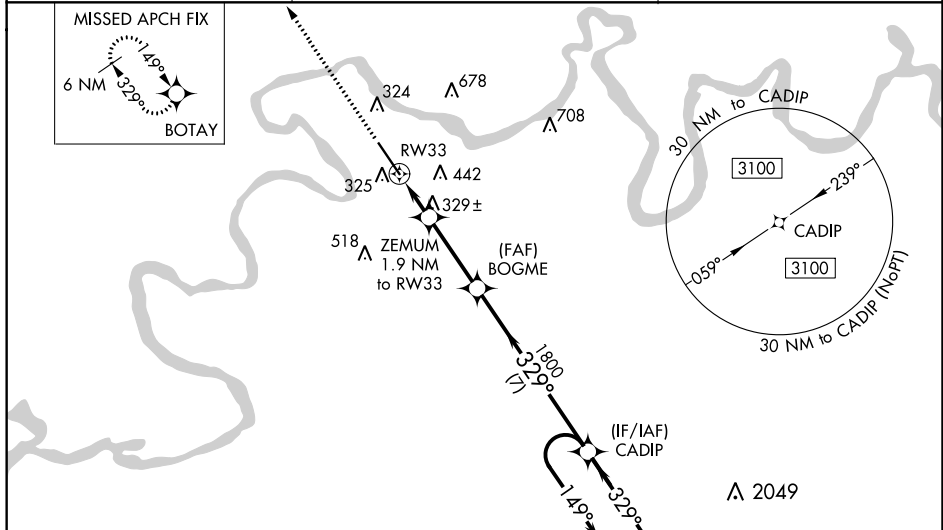 MISSED APCH FIX
149°
6 NM
329°
BOTAY
324
678
708
RW33
325
442
329±
518
ZEMUM
1.9 NM
to RW33
(FAF)
BOGME
1800
329°
(7)
(IF/IAF)
CADIP
149°
329°
2049
30 NM to CADIP
3100
239°
CADIP
059°
3100
30 NM to CADIP (NoPT)